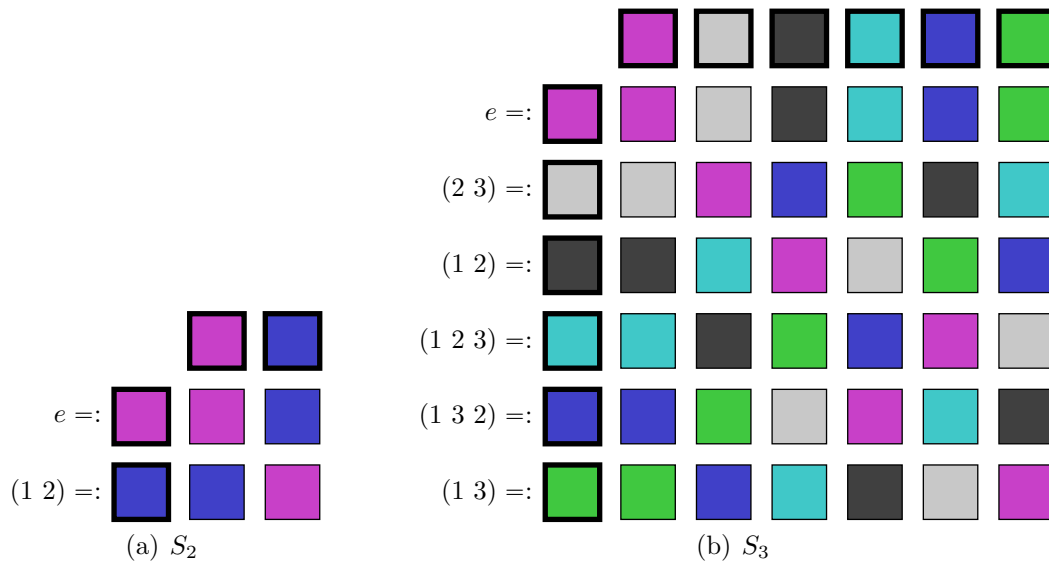 e =:
(2 3) =:
(1 2) =:
(1 2 3) =:
(1 3 2) =:
(1 3) =:
e =:
(1 2) =:
(a) S₂
(b) S₃